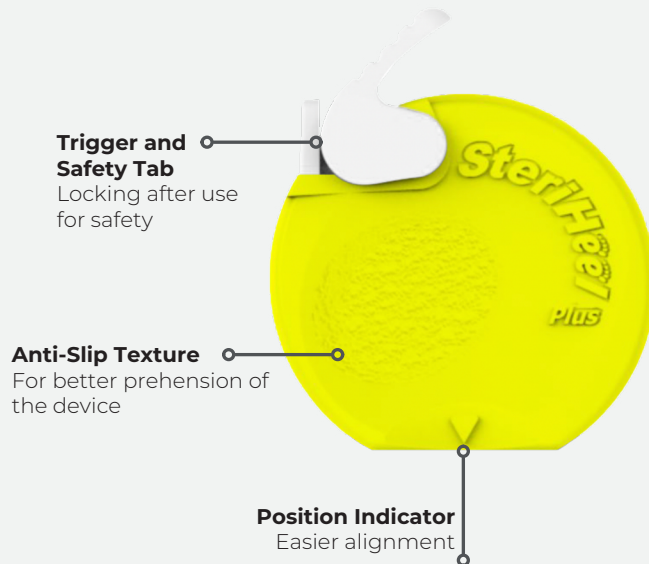 Trigger and
Safety Tab
Locking after use
for safety
SteriHeel
Plus
Anti-Slip Texture
For better prehension of
the device
Position Indicator
Easier alignment